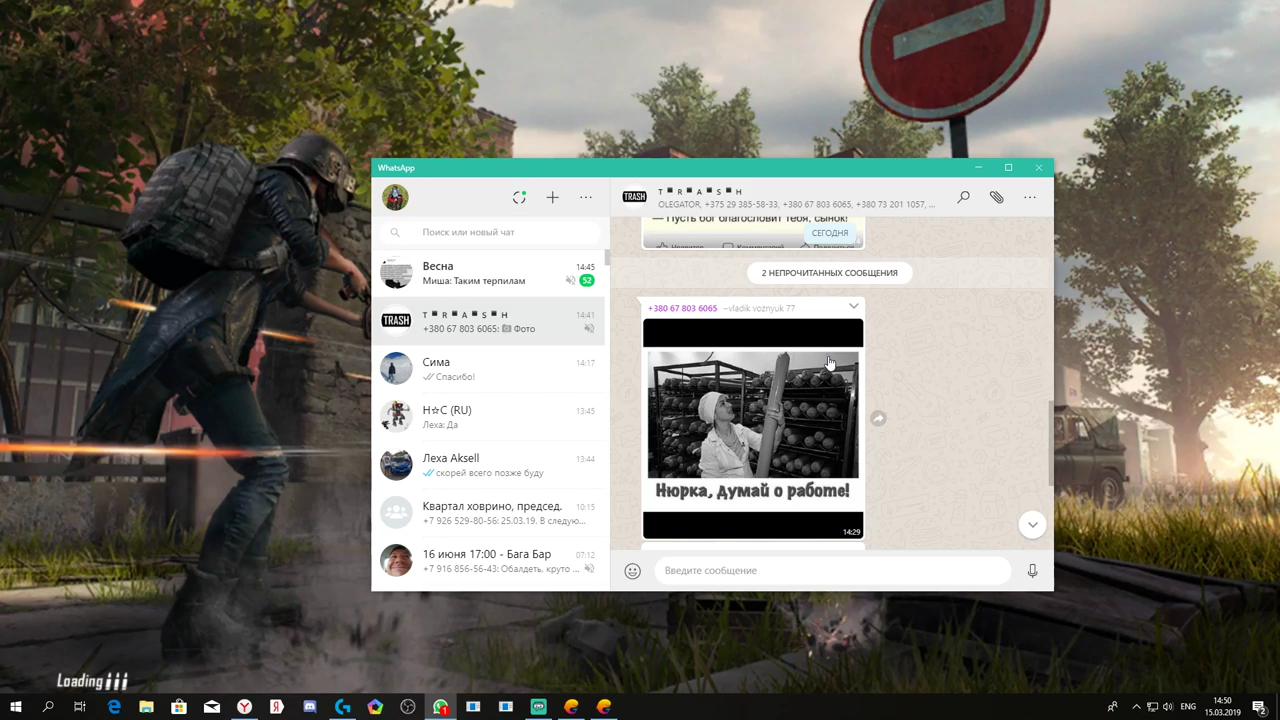 WhatsApp
Поиск или новый чат
Весна
14:45
Миша: Таким терпилам
52
TRASH
T ◚ R ◚ A ◚ S ◚ H
14:41
+380 67 803 6065: Фото
Сима
14:17
Спасибо!
Н☆С (RU)
13:45
Леха: Да
Леха Aksell
13:44
скорей всего позже буду
Квартал ховрино, председ.
10:15
+7 926 529-80-56: 25.03.19. В следую...
16 июня 17:00 - Бага Бар
07:12
+7 916 856-56-43: Обалдеть, круто ...
TRASH
T ◚ R ◚ A ◚ S ◚ H
OLEGATOR, +375 29 385-58-33, +380 67 803 6065, +380 73 201 1057, ...
— Пусть бог благословит тебя, сынок!
СЕГОДНЯ
2 НЕПРОЧИТАННЫХ СООБЩЕНИЯ
+380 67 803 6065 ~vladik voznyuk 77
Нюрка, думай о работе!
14:29
Введите сообщение
Loading
ENG
14:50
15.03.2019
2